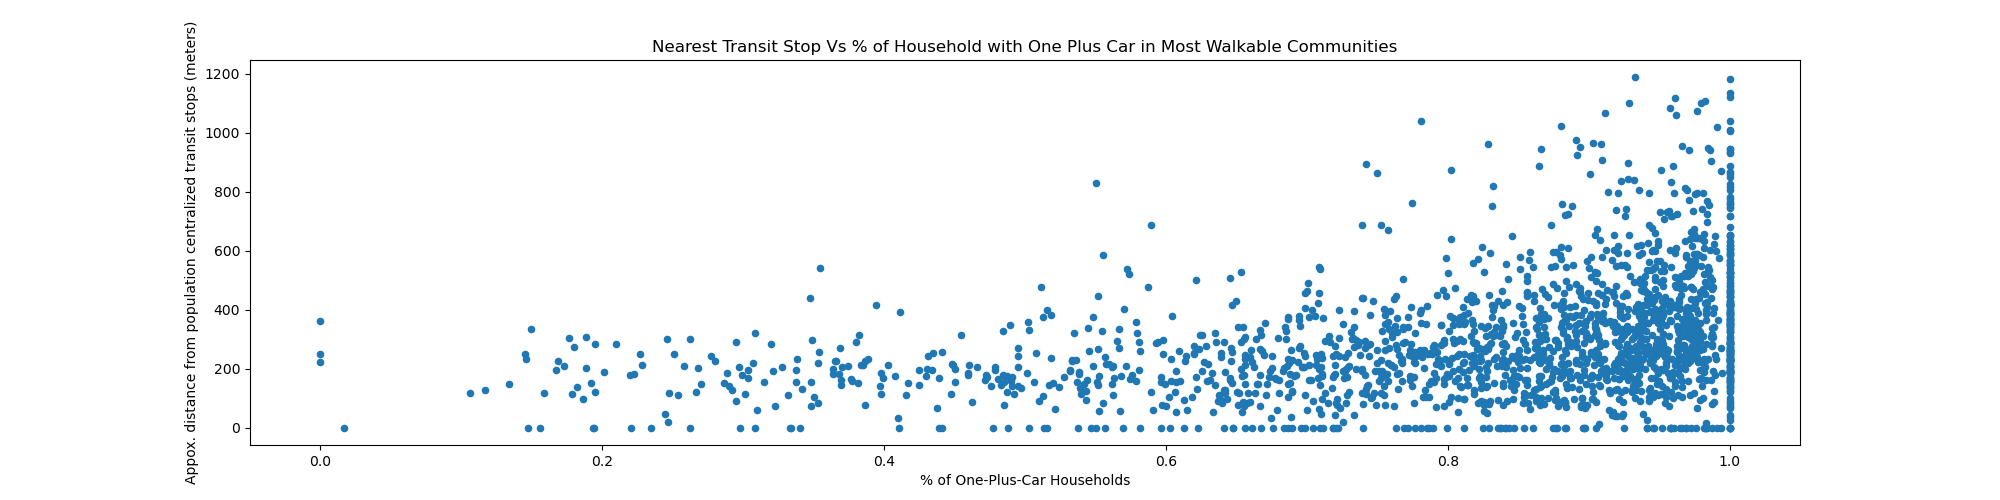 Nearest Transit Stop Vs % of Household with One Plus Car in Most Walkable Communities
Appox. distance from population centralized transit stops (meters)
1200
1000
800
600
400
200
0
0.0 0.2 0.4 0.6 0.8 1.0
% of One-Plus-Car Households